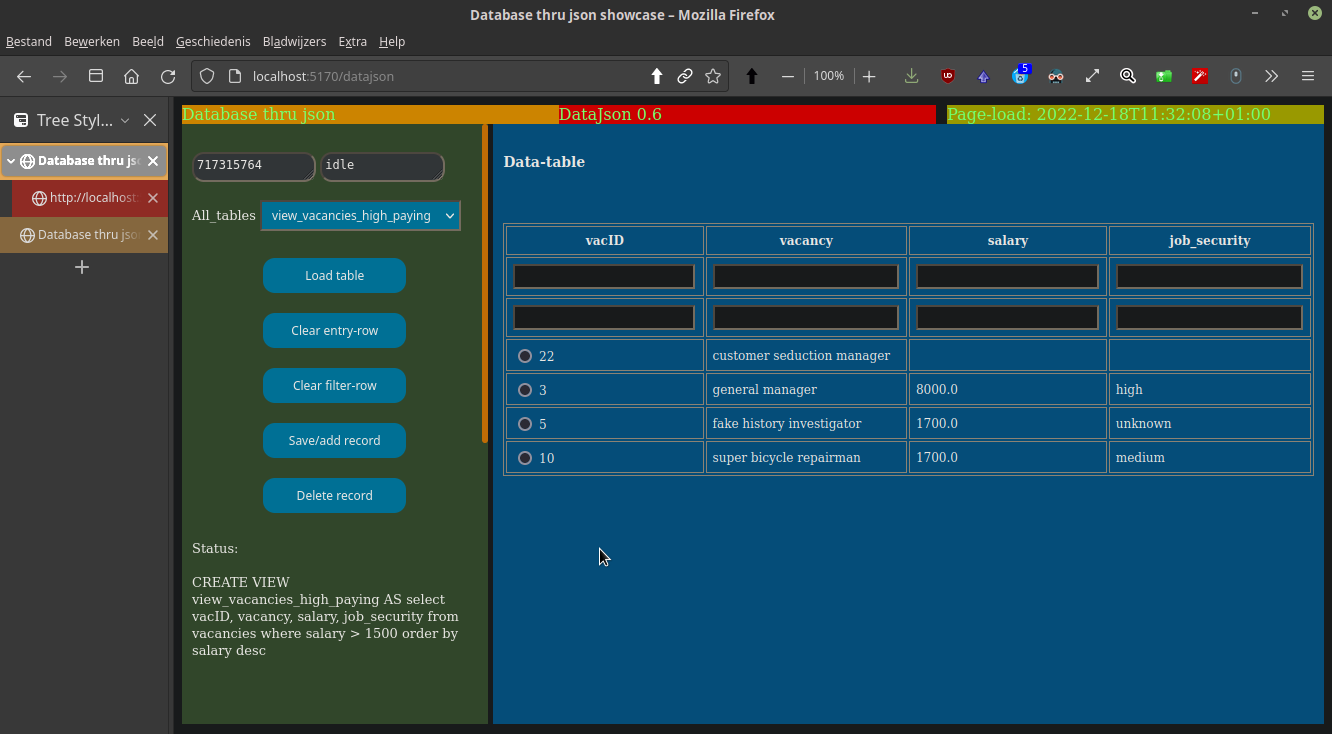 Database thru json showcase – Mozilla Firefox
Bestand Bewerken Beeld Geschiedenis Bladwijzers Extra Help
localhost:5170/datajson 100% UD 5
Tree Styl...
Database thru js
http://localhost.
Database thru jso
Database thru json DataJson 0.6 Page-load: 2022-12-18T11:32:08+01:00
717315764 idle
All_tables view_vacancies_high_paying
Load table
Clear entry-row
Clear filter-row
Save/add record
Delete record
Status:
CREATE VIEW
view_vacancies_high_paying AS select
vacID, vacancy, salary, job_security from
vacancies where salary > 1500 order by
salary desc
Data-table
vacID vacancy salary job_security
22 customer seduction manager
3 general manager 8000.0 high
5 fake history investigator 1700.0 unknown
10 super bicycle repairman 1700.0 medium